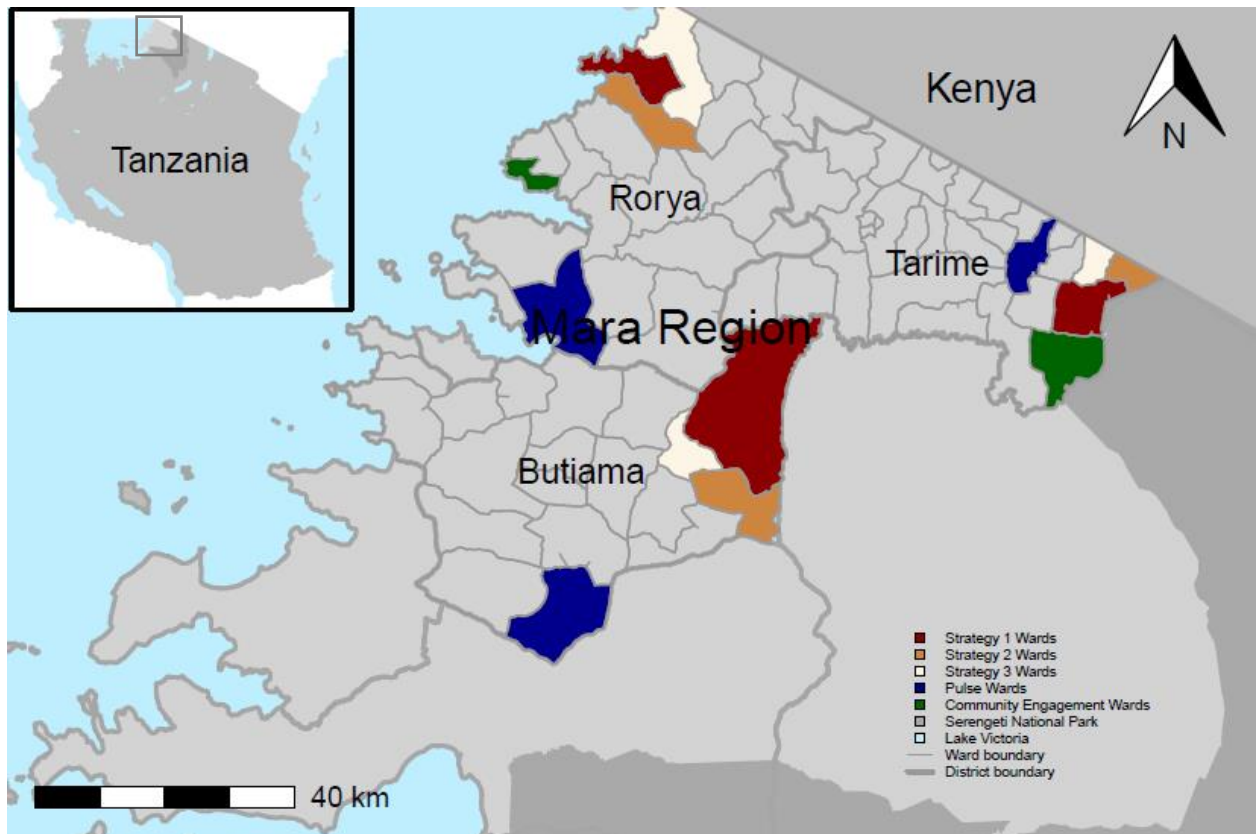 Tanzania
Kenya
N
Rorya
Tarime
Mara Region
Butiama
Strategy 1 Wards
Strategy 2 Wards
Strategy 3 Wards
Pulse Wards
Community Engagement Wards
Serengeti National Park
Lake Victoria
Ward boundary
District boundary
40 km